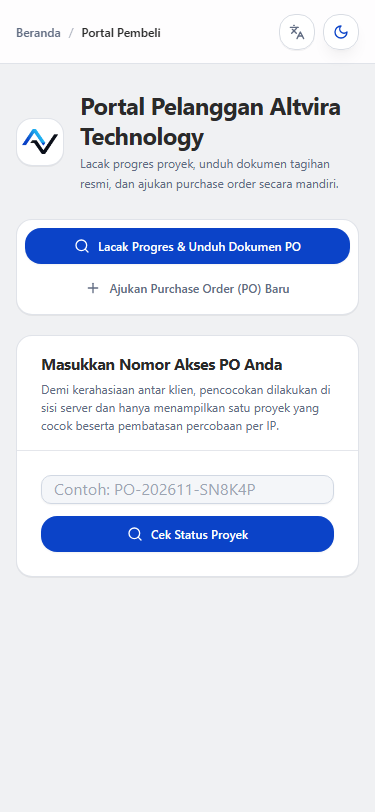 Beranda / Portal Pembeli
Portal Pelanggan Altvira
Technology
Lacak progres proyek, unduh dokumen tagihan
resmi, dan ajukan purchase order secara mandiri.
Lacak Progres & Unduh Dokumen PO
Ajukan Purchase Order (PO) Baru
Masukkan Nomor Akses PO Anda
Demi kerahasiaan antar klien, pencocokan dilakukan di
sisi server dan hanya menampilkan satu proyek yang
cocok beserta pembatasan percobaan per IP.
Contoh: PO-202611-SN8K4P
Cek Status Proyek